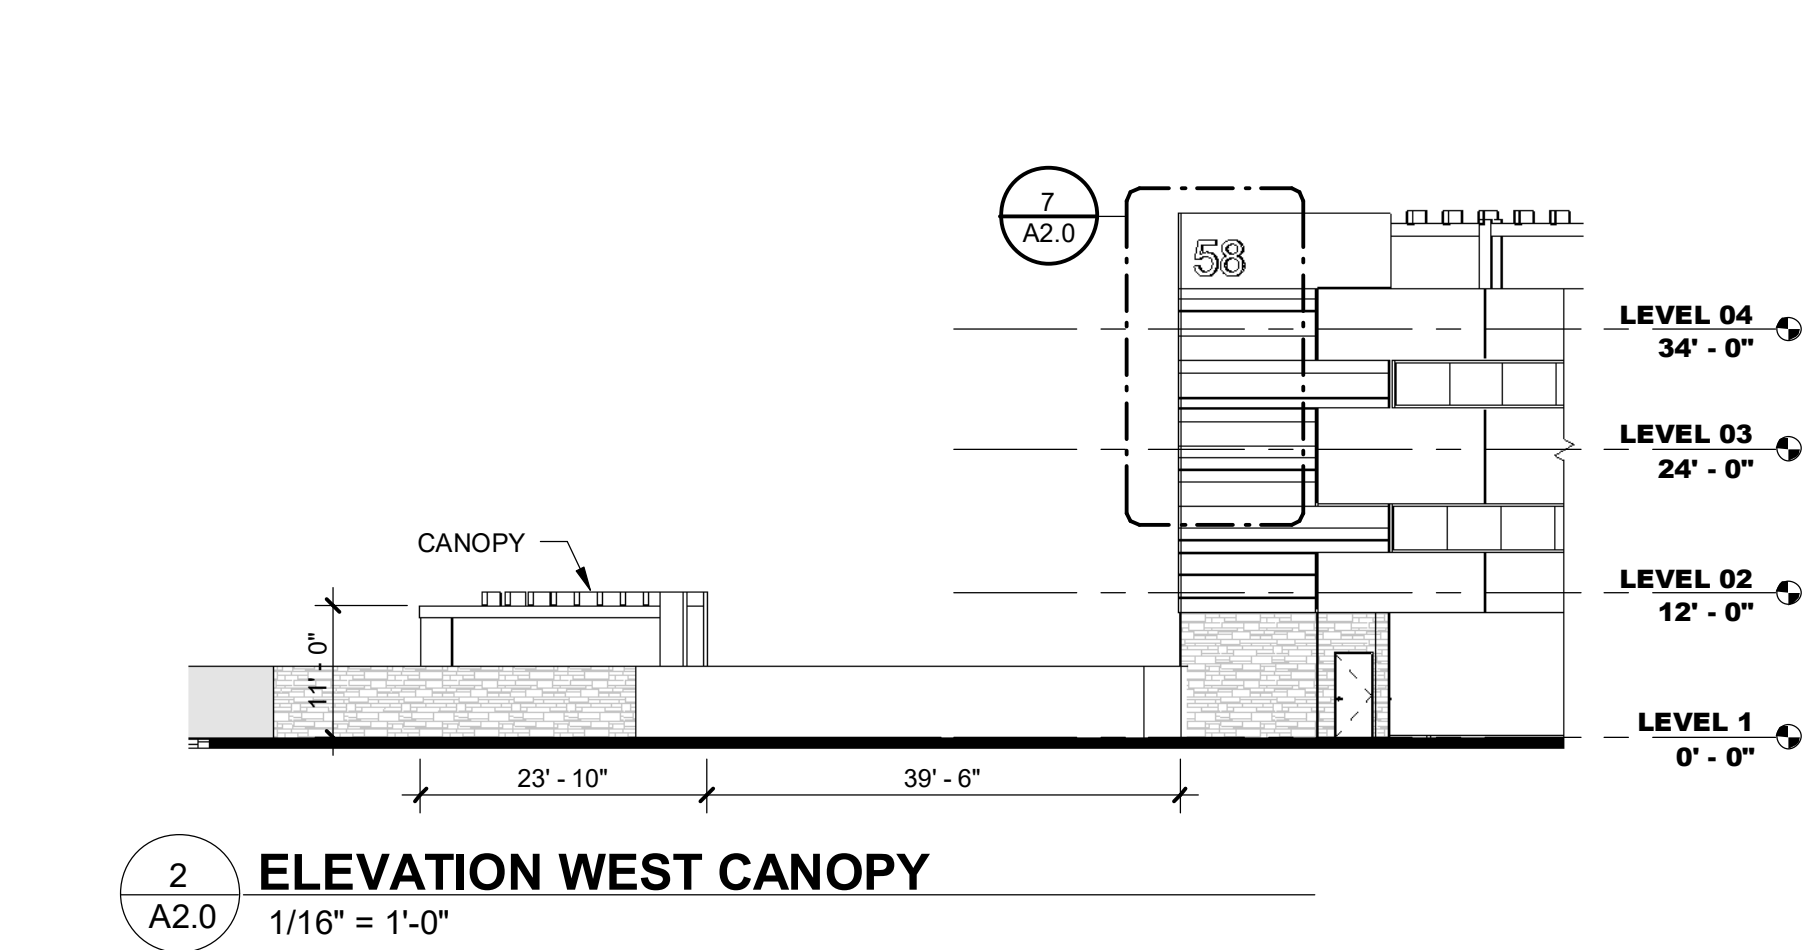 7
A2.0
58
LEVEL 04
34' - 0"
LEVEL 03
24' - 0"
CANOPY
LEVEL 02
12' - 0"
11' - 0"
LEVEL 1
0' - 0"
23' - 10"
39' - 6"
2
A2.0
ELEVATION WEST CANOPY
1/16" = 1'-0"